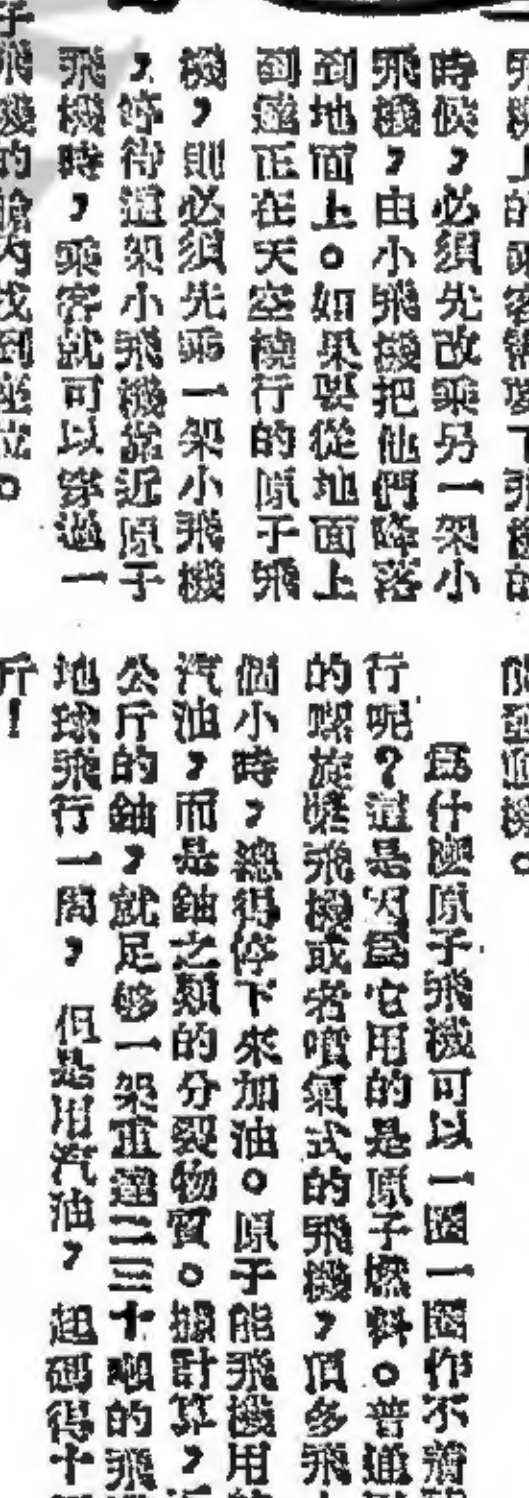 飛機上的乘客需要下飛機的
時候，必須先改乘另一架小
飛機，由小飛機把他們降落
到地面上。如果要從地面上
到達正在天空繞行的原子飛
機，則必須先乘一架小飛機
，等待這架小飛機靠近原子
飛機時，乘客就可以穿過一
子飛機的艙內找到座位。
爲什麼原子飛機可以一圈一圈作不着
行呢？這是因爲它用的是原子燃料。普通
的螺旋槳飛機或者噴氣式的飛機，頂多飛
個小時，總得停下來加油。原子能飛機用
汽油，而是鈾之類的分裂物質。據計算，
公斤的鈾，就足够一架重達二三十噸的飛
地球飛行一周，但是用汽油，起碼得十
斤！